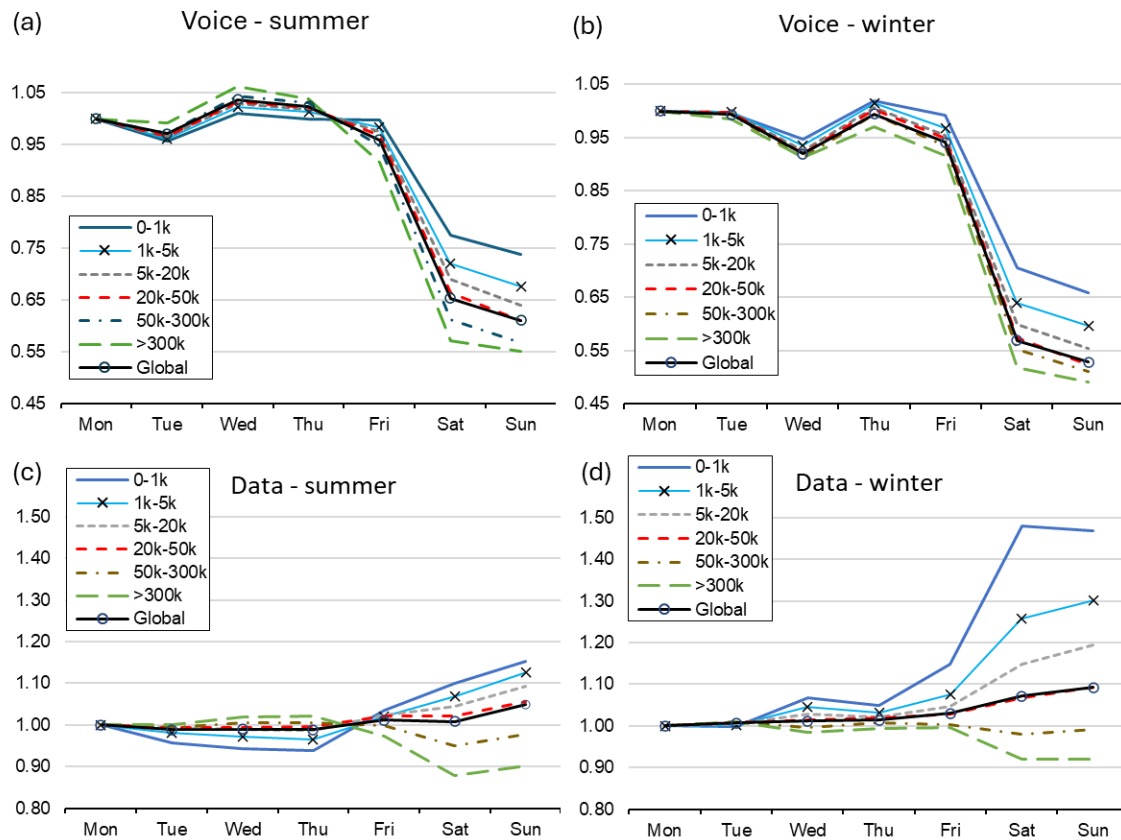 (a) Voice - summer
1.05
0.95
0.85
0.75
0.65
0.55
0.45
0-1k
1k-5k
5k-20k
20k-50k
50k-300k
>300k
Global
Mon Tue Wed Thu Fri Sat Sun
(b) Voice - winter
1.05
0.95
0.85
0.75
0.65
0.55
0.45
0-1k
1k-5k
5k-20k
20k-50k
50k-300k
>300k
Global
Mon Tue Wed Thu Fri Sat Sun
(c) Data - summer
0-1k
1k-5k
5k-20k
20k-50k
50k-300k
>300k
Global
1.50
1.40
1.30
1.20
1.10
1.00
0.90
0.80
Mon Tue Wed Thu Fri Sat Sun
(d) Data - winter
0-1k
1k-5k
5k-20k
20k-50k
50k-300k
>300k
Global
1.50
1.40
1.30
1.20
1.10
1.00
0.90
0.80
Mon Tue Wed Thu Fri Sat Sun